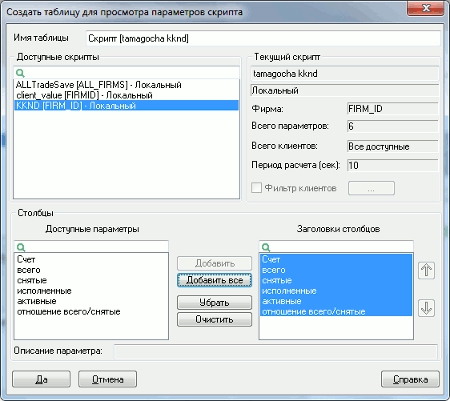 Создать таблицу для просмотра параметров скрипта
Имя таблицы
Скрипт [tamagocha kknd]
Доступные скрипты
ALLTradeSave [ALL_FIRMS] - Локальный
client_value [FIRMID] - Локальный
KKND [FIRM_ID] - Локальный
Текущий скрипт
tamagocha kknd
Локальный
Фирма: FIRM_ID
Всего параметров: 6
Всего клиентов: Все доступные
Период расчета (сек): 10
Фильтр клиентов ...
Столбцы
Доступные параметры
Счет
всего
снятые
исполненные
активные
отношение всего/снятые
Добавить
Добавить все
Убрать
Очистить
Заголовки столбцов
Счет
всего
снятые
исполненные
активные
отношение всего/снятые
Описание параметра:
Да
Отмена
Справка